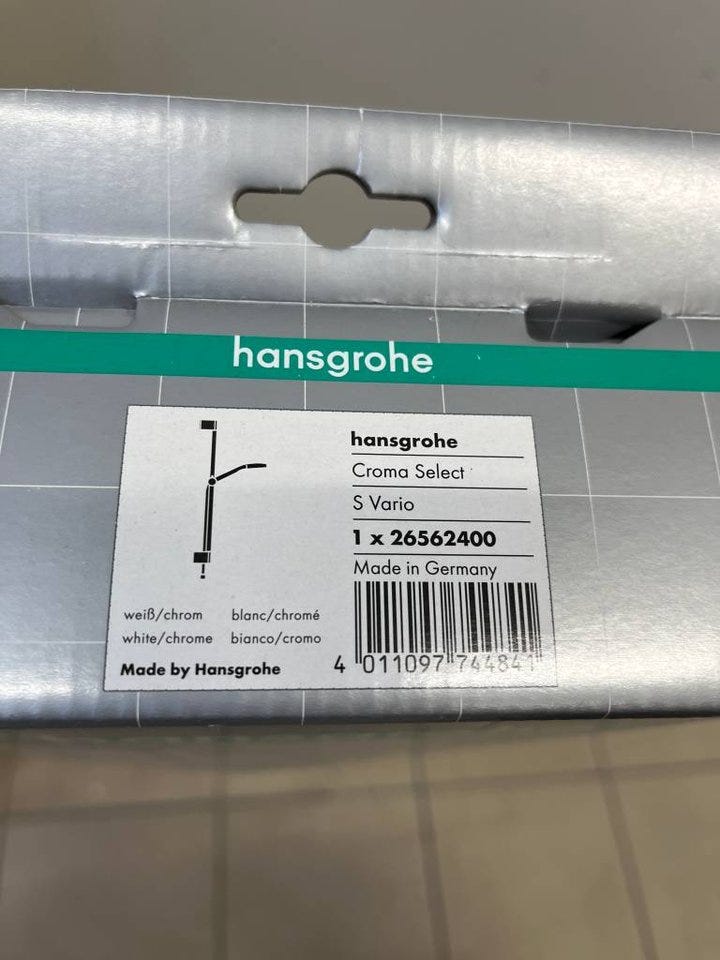 hansgrohe
hansgrohe
Croma Select
S Vario
1 x 26562400
Made in Germany
weiß/chrom blanc/chromé
white/chrome bianco/cromo
Made by Hansgrohe
4 011097 744841